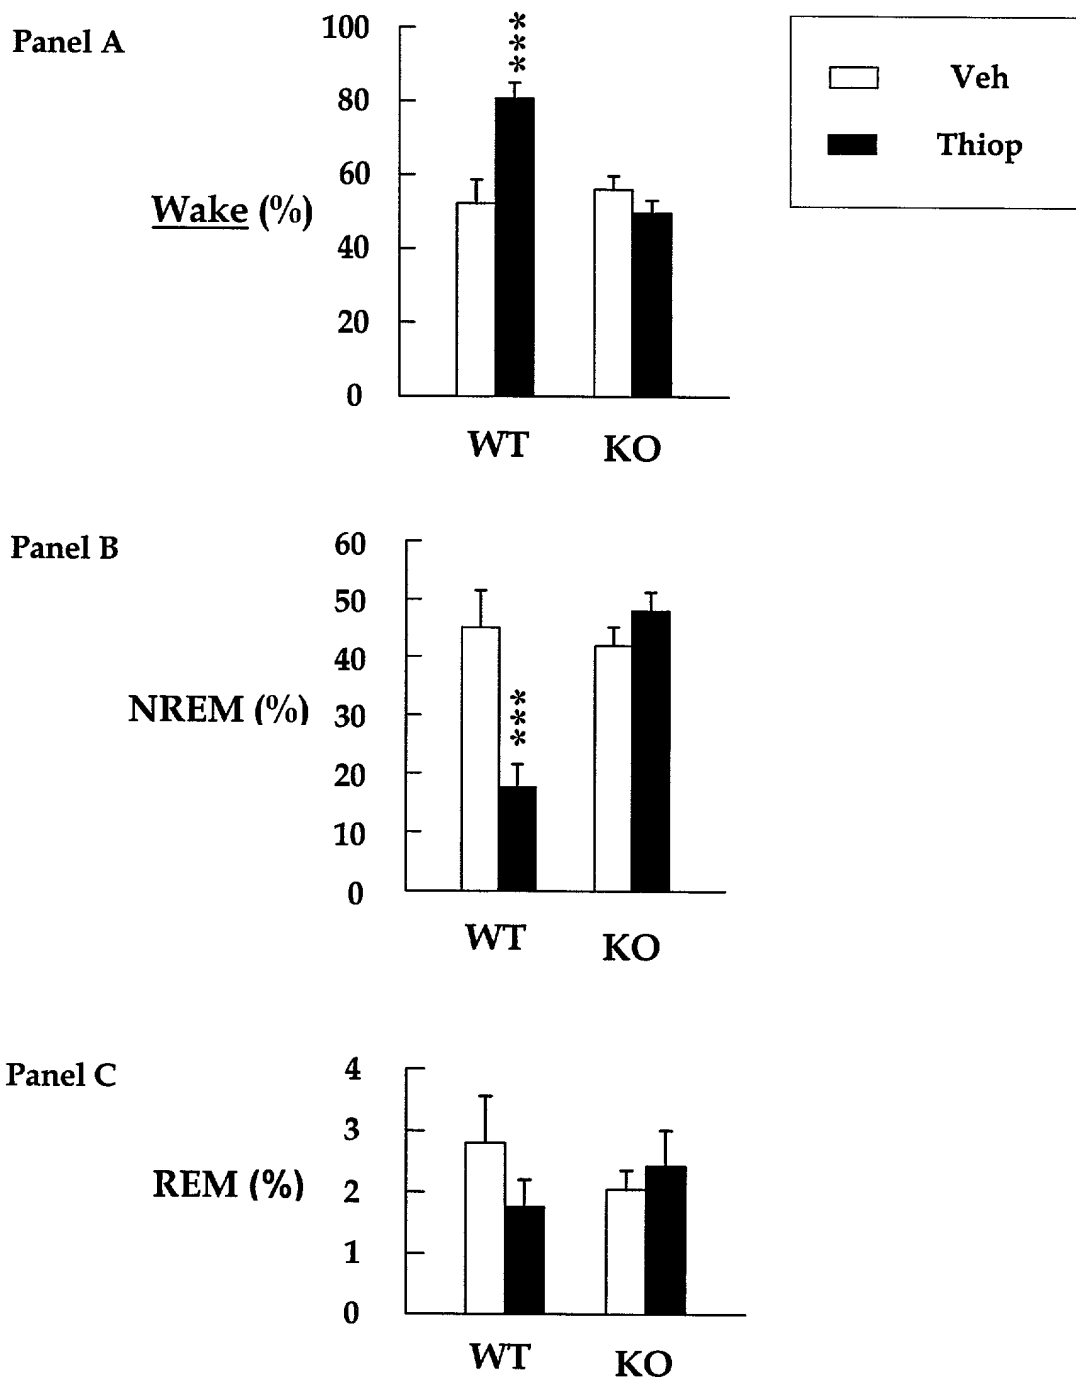 Panel A
100
80
60
40
20
0
Wake (%)
***
WT
KO
Veh
Thiop
Panel B
60
50
40
30
20
10
0
NREM (%)
***
WT
KO
Panel C
4
3
2
1
0
REM (%)
WT
KO